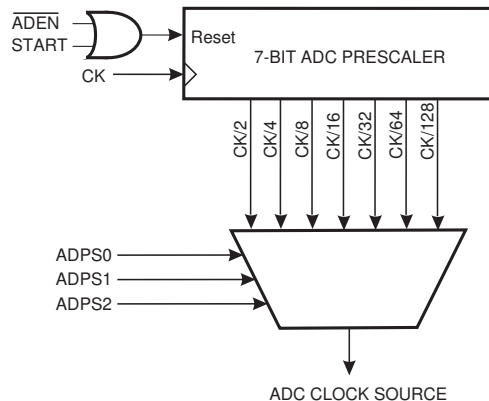 ADEN
START
Reset
7-BIT ADC PRESCALER
CK
CK/2
CK/4
CK/8
CK/16
CK/32
CK/64
CK/128
ADPS0
ADPS1
ADPS2
ADC CLOCK SOURCE